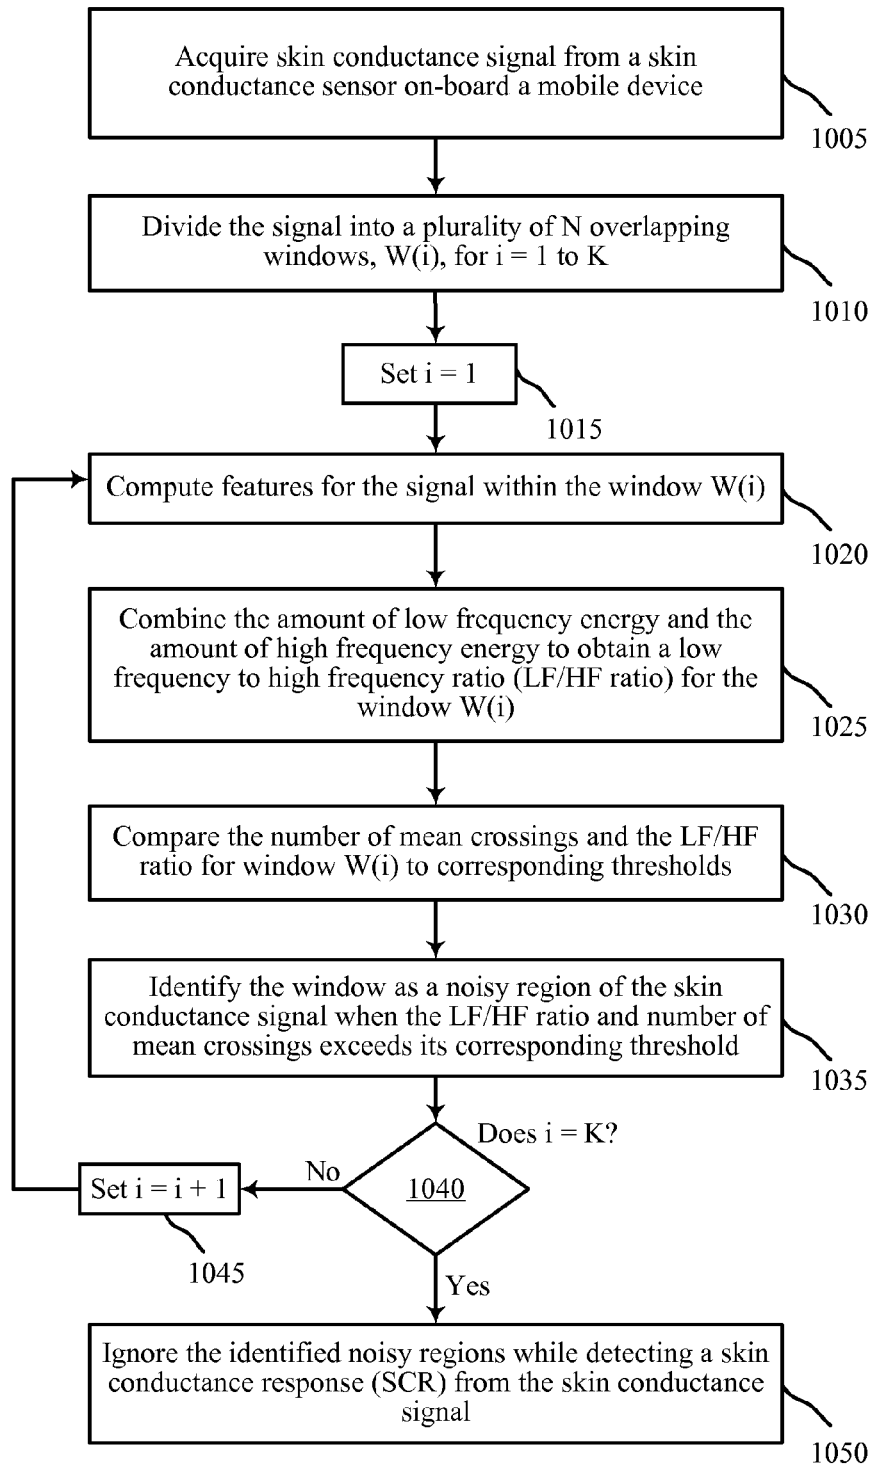 Acquire skin conductance signal from a skin
conductance sensor on-board a mobile device
1005
Divide the signal into a plurality of N overlapping
windows, W(i), for i = 1 to K
1010
Set i = 1
1015
Compute features for the signal within the window W(i)
1020
Combine the amount of low frequency energy and the
amount of high frequency energy to obtain a low
frequency to high frequency ratio (LF/HF ratio) for the
window W(i)
1025
Compare the number of mean crossings and the LF/HF
ratio for window W(i) to corresponding thresholds
1030
Identify the window as a noisy region of the skin
conductance signal when the LF/HF ratio and number of
mean crossings exceeds its corresponding threshold
1035
Does i = K?
1040
No
Set i = i + 1
1045
Yes
Ignore the identified noisy regions while detecting a skin
conductance response (SCR) from the skin conductance
signal
1050